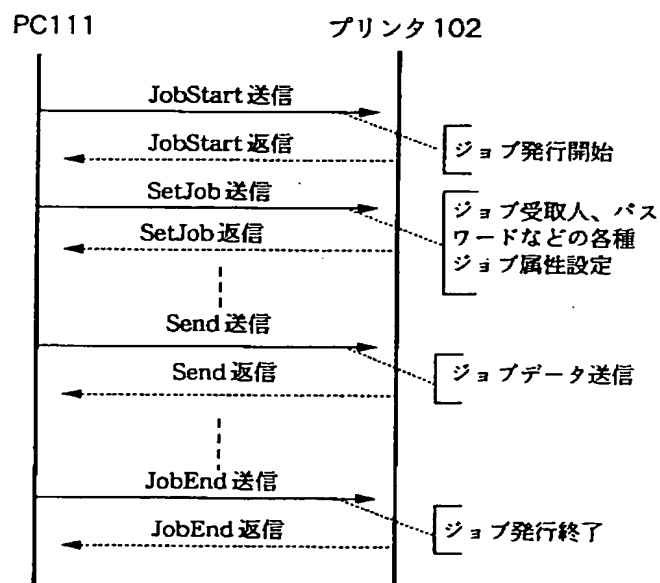 PC111
プリンタ102
JobStart送信
JobStart返信
ジョブ発行開始
SetJob送信
SetJob返信
ジョブ受取人、パス
ワードなどの各種
ジョブ属性設定
Send送信
Send返信
ジョブデータ送信
JobEnd送信
JobEnd返信
ジョブ発行終了